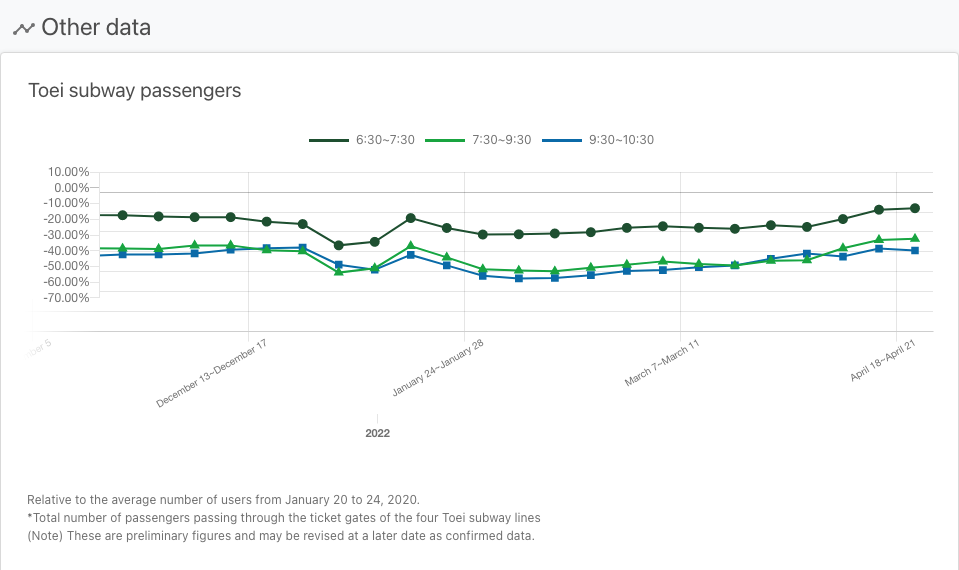 Other data
Toei subway passengers
6:30~7:30 7:30~9:30 9:30~10:30
10.00%
0.00%
-10.00%
-20.00%
-30.00%
-40.00%
-50.00%
-60.00%
-70.00%
December 13~December 17
January 24~January 28
March 7~March 11
April 18~April 21
2022
Relative to the average number of users from January 20 to 24, 2020.
*Total number of passengers passing through the ticket gates of the four Toei subway lines
(Note) These are preliminary figures and may be revised at a later date as confirmed data.